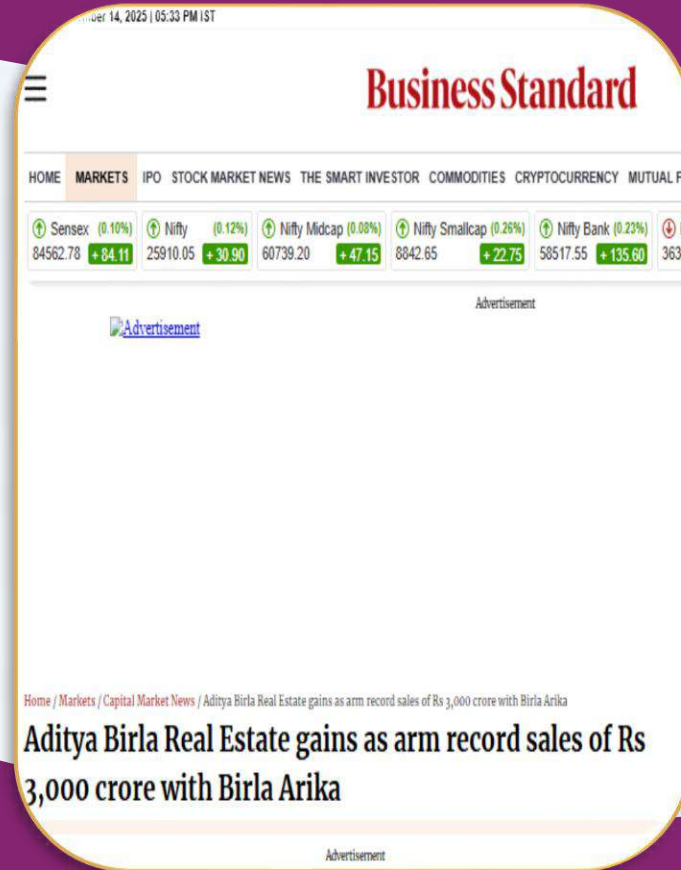 14, 2025 | 05:33 PM IST
Business Standard
HOME MARKETS IPO STOCK MARKET NEWS THE SMART INVESTOR COMMODITIES CRYPTOCURRENCY MUTUAL F
Sensex (0.10%) Nifty (0.12%) Nifty Midcap (0.08%) Nifty Smallcap (0.26%) Nifty Bank (0.23%)
84562.78 +84.11 25910.05 +30.90 60739.20 +47.15 8842.65 +22.75 58517.55 +135.60 363
Advertisement
Advertisement
Home / Markets / Capital Market News / Aditya Birla Real Estate gains as arm record sales of Rs 3,000 crore with Birla Arika
Aditya Birla Real Estate gains as arm record sales of Rs
3,000 crore with Birla Arika
Advertisement